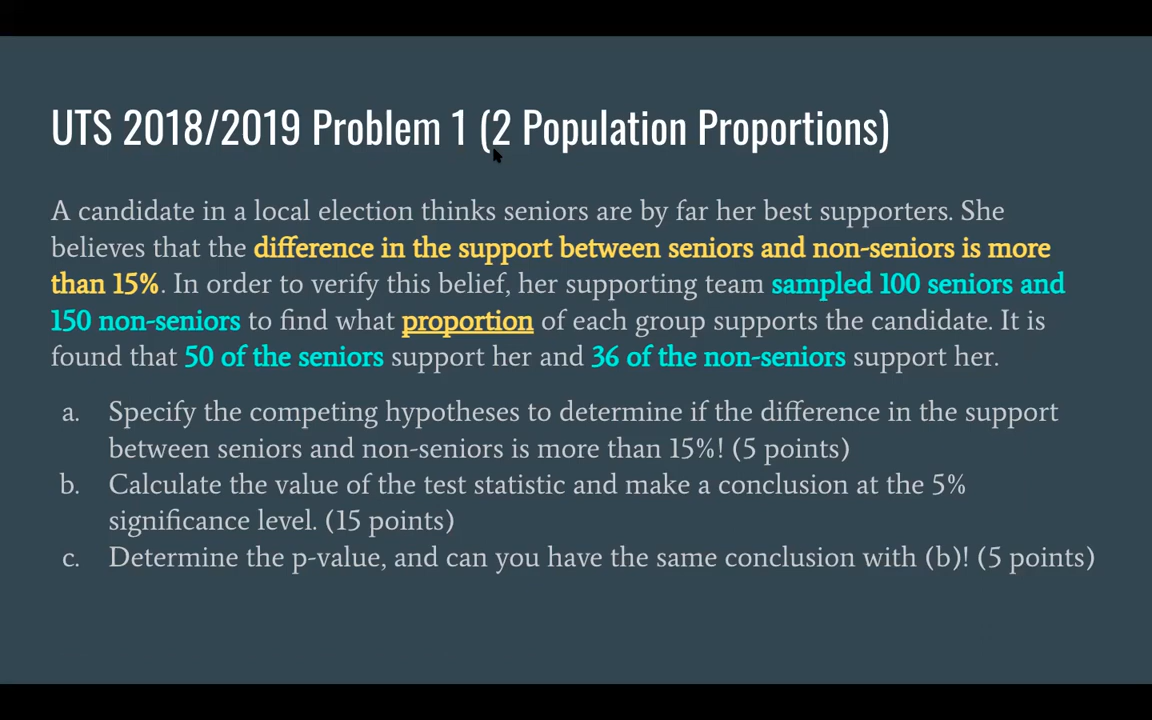 UTS 2018/2019 Problem 1 (2 Population Proportions)
A candidate in a local election thinks seniors are by far her best supporters. She
believes that the difference in the support between seniors and non-seniors is more
than 15%. In order to verify this belief, her supporting team sampled 100 seniors and
150 non-seniors to find what proportion of each group supports the candidate. It is
found that 50 of the seniors support her and 36 of the non-seniors support her.
a. Specify the competing hypotheses to determine if the difference in the support
between seniors and non-seniors is more than 15%! (5 points)
b. Calculate the value of the test statistic and make a conclusion at the 5%
significance level. (15 points)
c. Determine the p-value, and can you have the same conclusion with (b)! (5 points)